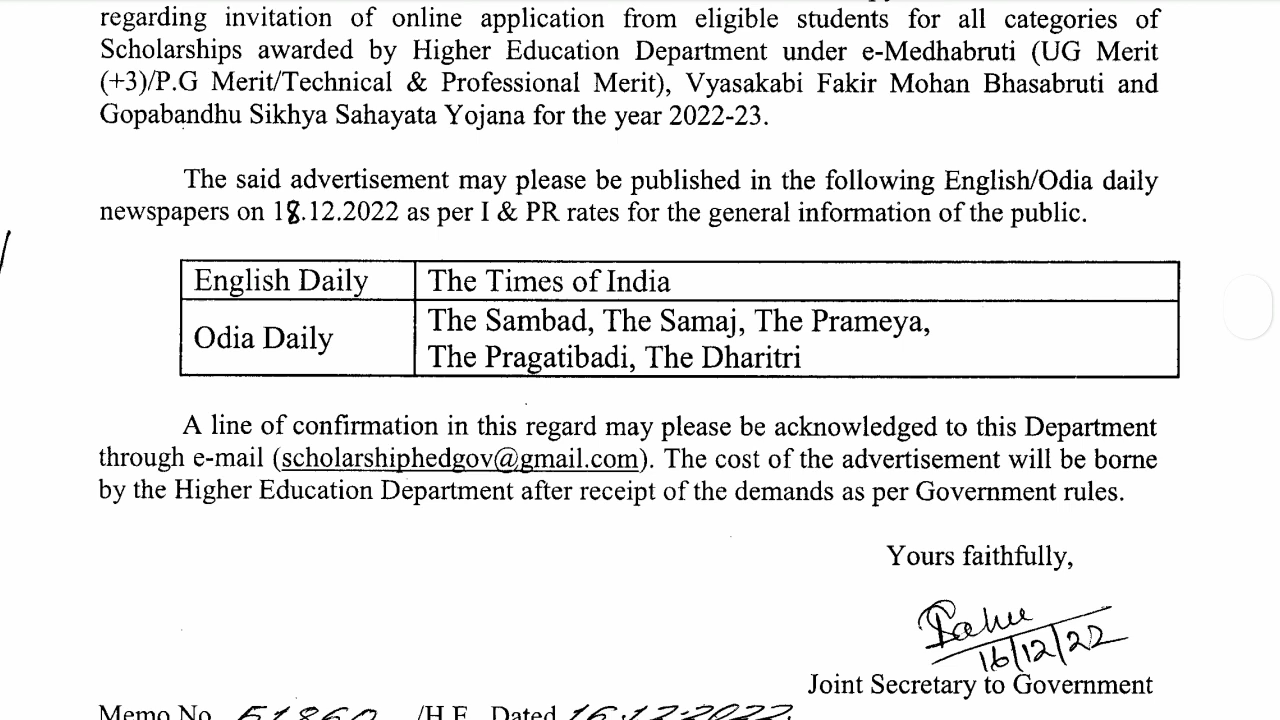 regarding invitation of online application from eligible students for all categories of
Scholarships awarded by Higher Education Department under e-Medhabruti (UG Merit
(+3)/P.G Merit/Technical & Professional Merit), Vyasakabi Fakir Mohan Bhasabruti and
Gopabandhu Sikhya Sahayata Yojana for the year 2022-23.
The said advertisement may please be published in the following English/Odia daily
newspapers on 18.12.2022 as per I & PR rates for the general information of the public.
English Daily The Times of India
Odia Daily The Sambad, The Samaj, The Prameya,
The Pragatibadi, The Dharitri
A line of confirmation in this regard may please be acknowledged to this Department
through e-mail (scholarshiphedgov@gmail.com). The cost of the advertisement will be borne
by the Higher Education Department after receipt of the demands as per Government rules.
Yours faithfully,
Sahu
16/12/22
Joint Secretary to Government
Memo No. 51860 /H.E., Dated 16.12.2022.